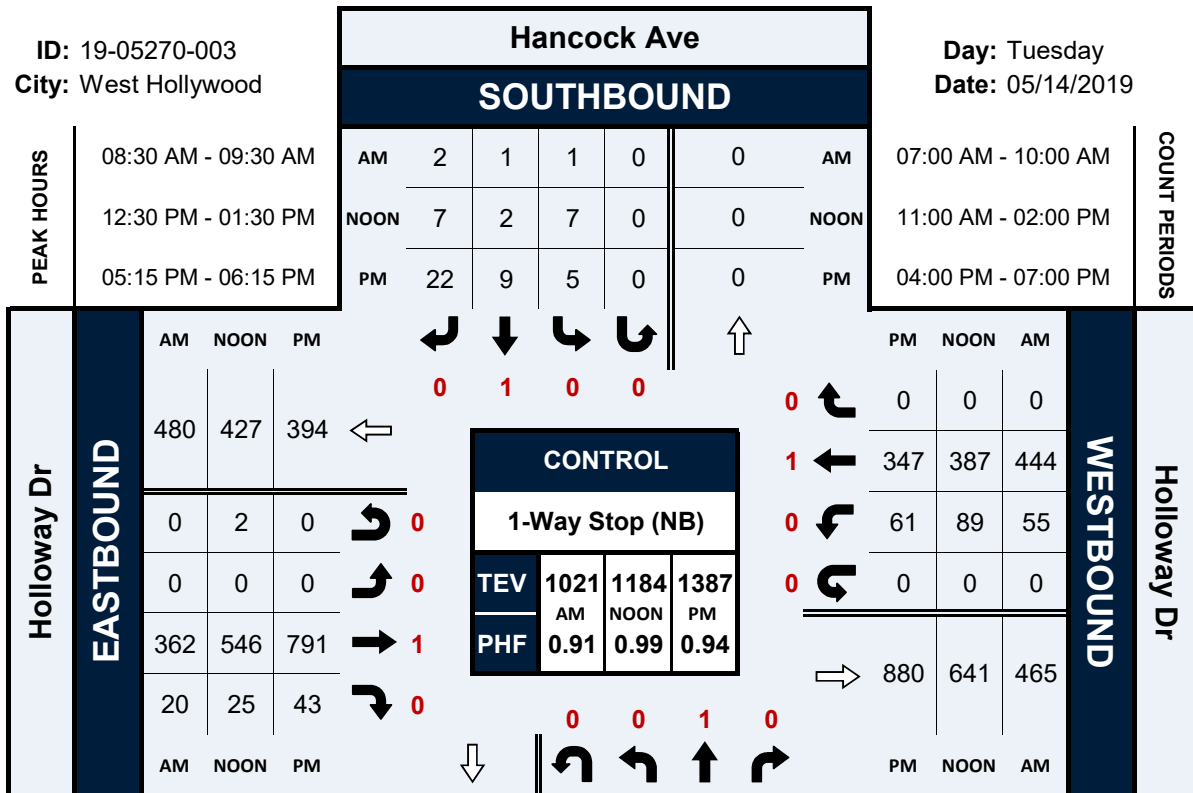 Hancock Ave
ID: 19-05270-003
City: West Hollywood
Day: Tuesday
Date: 05/14/2019
SOUTHBOUND
PEAK HOURS
08:30 AM - 09:30 AM
12:30 PM - 01:30 PM
05:15 PM - 06:15 PM
AM 2 1 1 0 0 AM
NOON 7 2 7 0 0 NOON
PM 22 9 5 0 0 PM
07:00 AM - 10:00 AM
11:00 AM - 02:00 PM
04:00 PM - 07:00 PM
COUNT PERIODS
0 1 0 0
Holloway Dr
EASTBOUND
AM NOON PM
480 427 394
0 2 0 0
0 0 0 0
362 546 791 1
20 25 43 0
AM NOON PM
CONTROL
1-Way Stop (NB)
TEV 1021 1184 1387
AM NOON PM
PHF 0.91 0.99 0.94
PM NOON AM
0 0 0 0
1 347 387 444
0 61 89 55
0 0 0 0
880 641 465
PM NOON AM
WESTBOUND
Holloway Dr
0 0 1 0